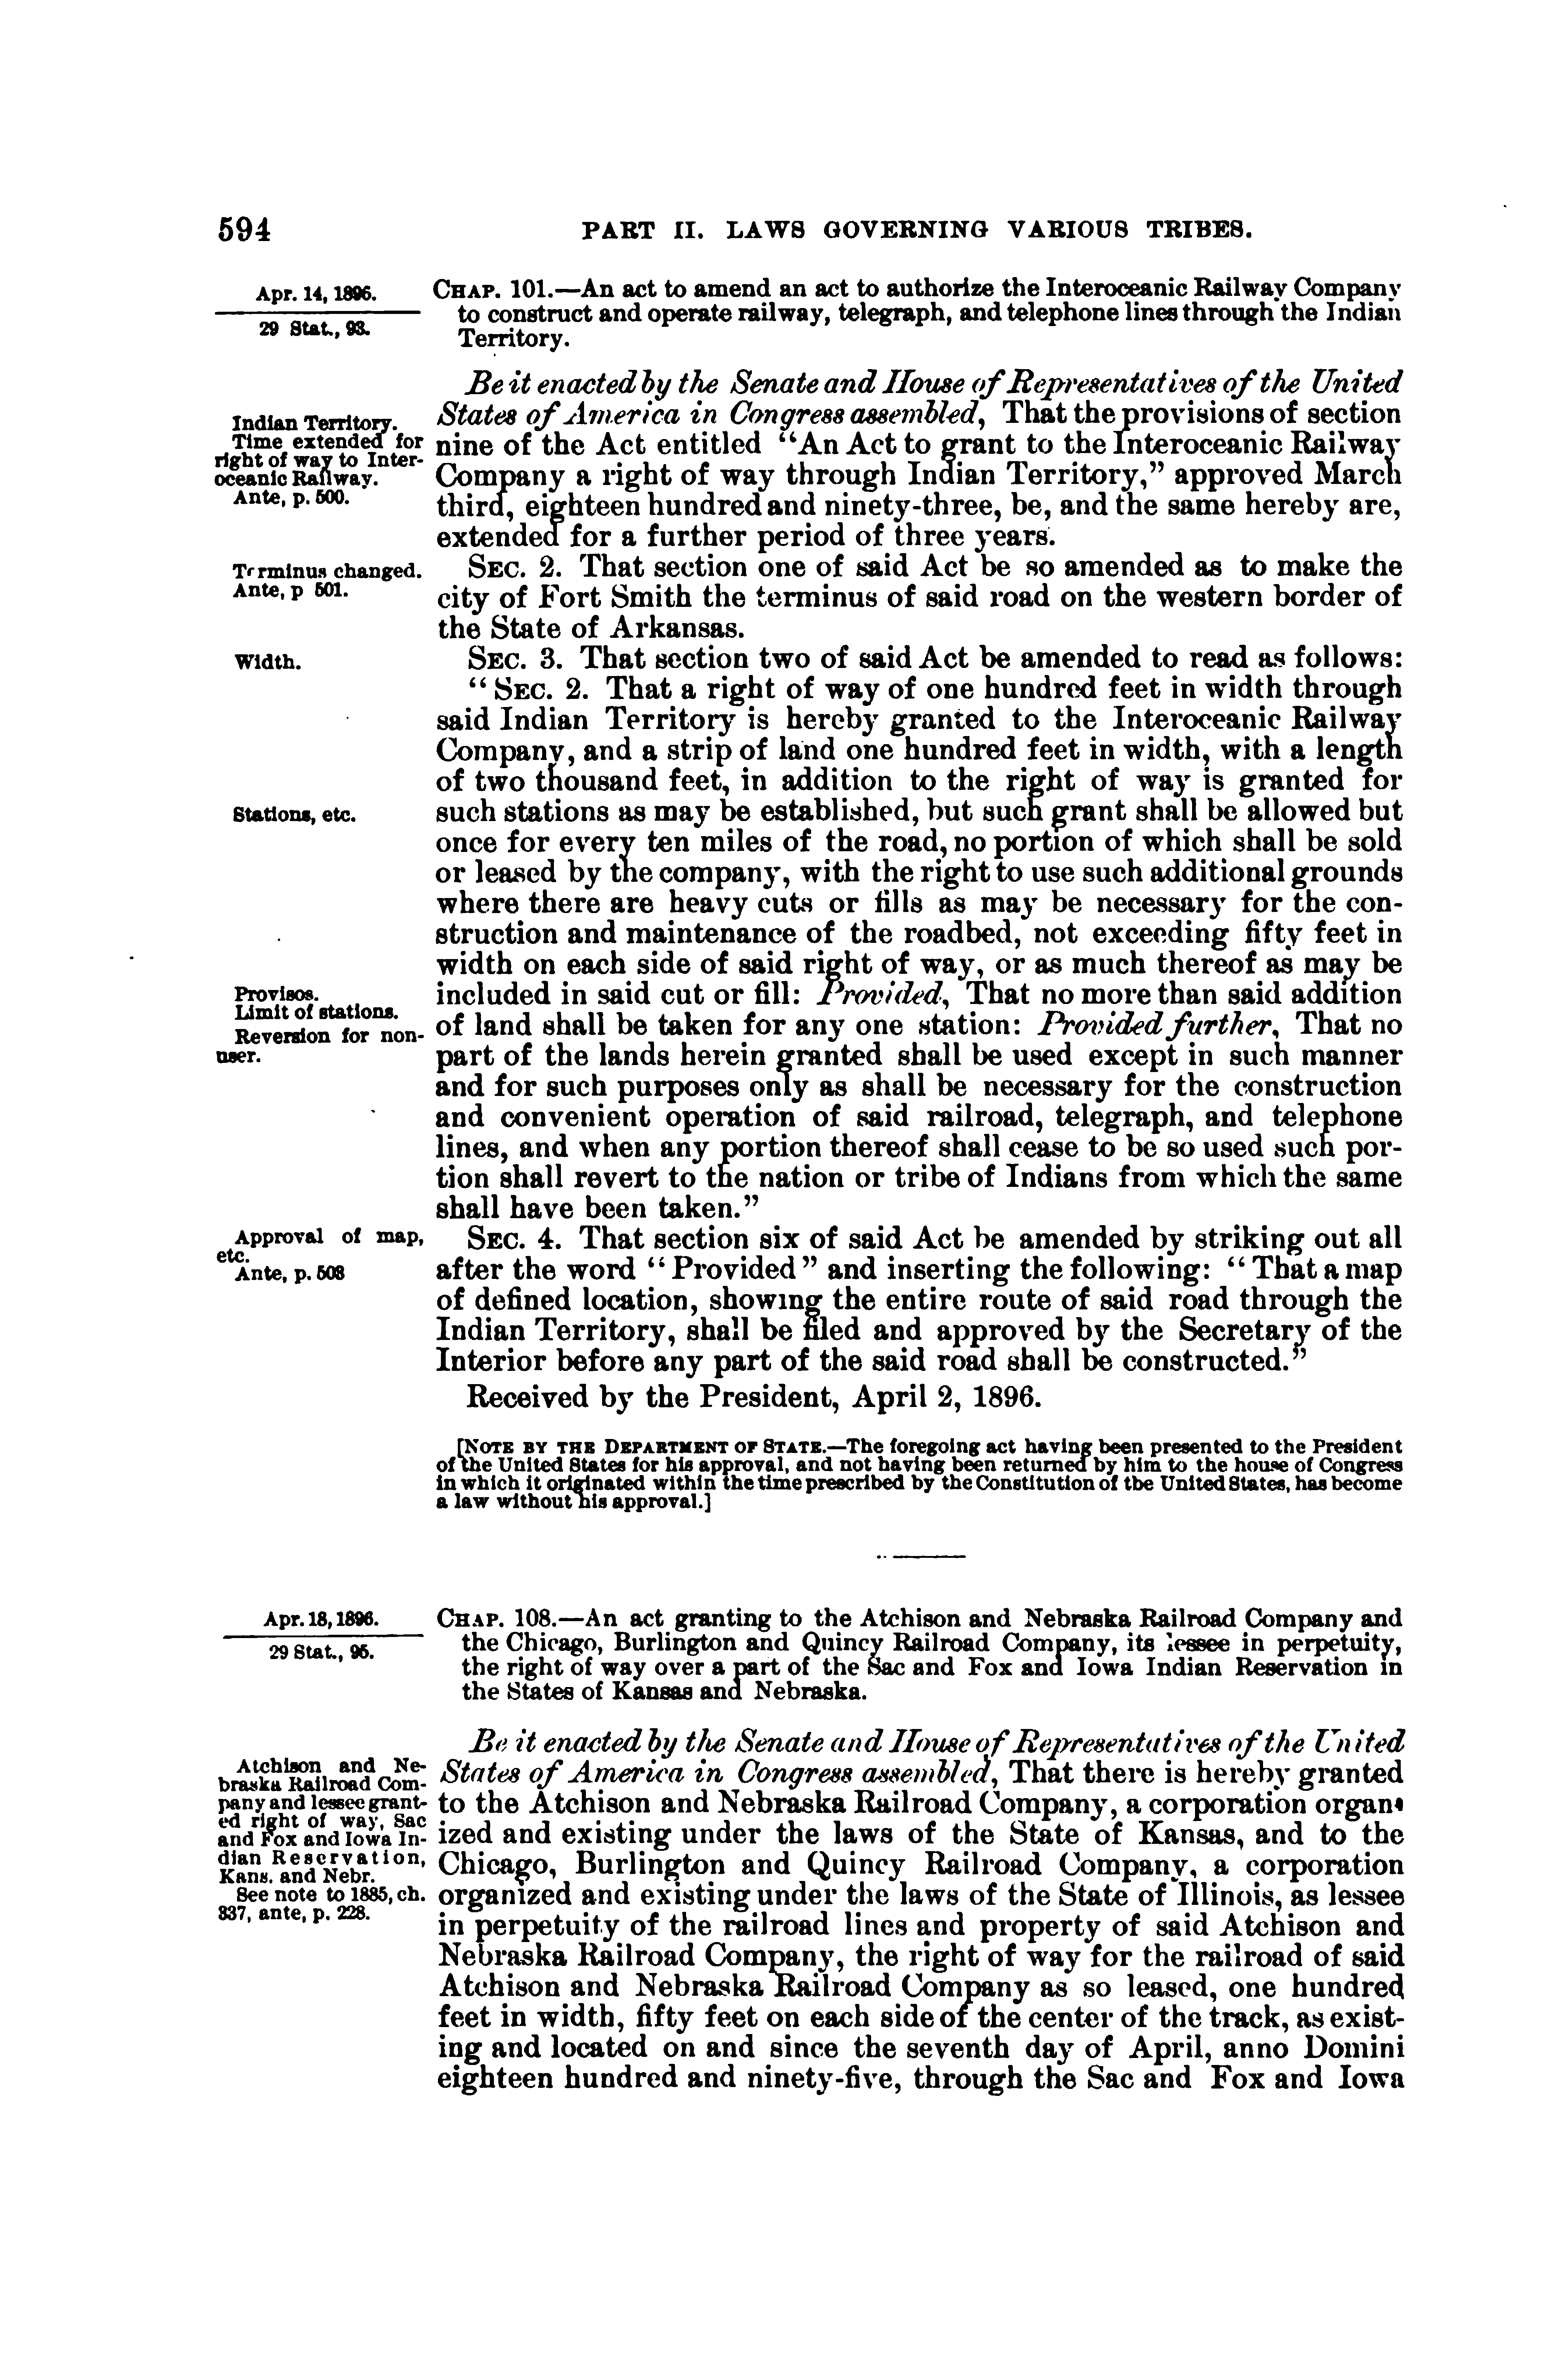 594
PART II. LAWS GOVERNING VARIOUS TRIBES.
Apr. 14, 1896.
29 Stat., 93.
CHAP. 101.—An act to amend an act to authorize the Interoceanic Railway Company
to construct and operate railway, telegraph, and telephone lines through the Indian
Territory.
Be it enacted by the Senate and House of Representatives of the United
States of America in Congress assembled, That the provisions of section
nine of the Act entitled “An Act to grant to the Interoceanic Railway
Company a right of way through Indian Territory,” approved March
third, eighteen hundred and ninety-three, be, and the same hereby are,
extended for a further period of three years.
Indian Territory.
Time extended for
right of way to Inter-
oceanic Railway.
Ante, p. 500.
SEC. 2. That section one of said Act be so amended as to make the
city of Fort Smith the terminus of said road on the western border of
the State of Arkansas.
Terminus changed.
Ante, p 501.
SEC. 3. That section two of said Act be amended to read as follows:
Width.
“SEC. 2. That a right of way of one hundred feet in width through
said Indian Territory is hereby granted to the Interoceanic Railway
Company, and a strip of land one hundred feet in width, with a length
of two thousand feet, in addition to the right of way is granted for
such stations as may be established, but such grant shall be allowed but
once for every ten miles of the road, no portion of which shall be sold
or leased by the company, with the right to use such additional grounds
where there are heavy cuts or fills as may be necessary for the con-
struction and maintenance of the roadbed, not exceeding fifty feet in
width on each side of said right of way, or as much thereof as may be
included in said cut or fill: Provided, That no more than said addition
of land shall be taken for any one station: Provided further, That no
part of the lands herein granted shall be used except in such manner
and for such purposes only as shall be necessary for the construction
and convenient operation of said railroad, telegraph, and telephone
lines, and when any portion thereof shall cease to be so used such por-
tion shall revert to the nation or tribe of Indians from which the same
shall have been taken.”
Stations, etc.
Provisos.
Limit of stations.
Reversion for non-
user.
SEC. 4. That section six of said Act be amended by striking out all
after the word “Provided” and inserting the following: “That a map
of defined location, showing the entire route of said road through the
Indian Territory, shall be filed and approved by the Secretary of the
Interior before any part of the said road shall be constructed.”
Approval of map,
etc.
Ante, p. 503
Received by the President, April 2, 1896.
[NOTE BY THE DEPARTMENT OF STATE.—The foregoing act having been presented to the President
of the United States for his approval, and not having been returned by him to the house of Congress
in which it originated within the time prescribed by the Constitution of the United States, has become
a law without his approval.]
Apr. 18, 1896.
29 Stat., 95.
CHAP. 108.—An act granting to the Atchison and Nebraska Railroad Company and
the Chicago, Burlington and Quincy Railroad Company, its lessee in perpetuity,
the right of way over a part of the Sac and Fox and Iowa Indian Reservation in
the States of Kansas and Nebraska.
Be it enacted by the Senate and House of Representatives of the United
States of America in Congress assembled, That there is hereby granted
to the Atchison and Nebraska Railroad Company, a corporation organ-
ized and existing under the laws of the State of Kansas, and to the
Chicago, Burlington and Quincy Railroad Company, a corporation
organized and existing under the laws of the State of Illinois, as lessee
in perpetuity of the railroad lines and property of said Atchison and
Nebraska Railroad Company, the right of way for the railroad of said
Atchison and Nebraska Railroad Company as so leased, one hundred
feet in width, fifty feet on each side of the center of the track, as exist-
ing and located on and since the seventh day of April, anno Domini
eighteen hundred and ninety-five, through the Sac and Fox and Iowa
Atchison and Ne-
braska Railroad Com-
pany and lessee grant-
ed right of way, Sac
and Fox and Iowa In-
dian Reservation,
Kans. and Nebr.
See note to 1885, ch.
337, ante, p. 228.